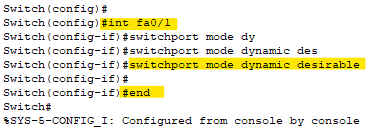 Switch(config)#
Switch(config)#int fa0/1
Switch(config-if)#switchport mode dy
Switch(config-if)#switchport mode dynamic des
Switch(config-if)#switchport mode dynamic desirable
Switch(config-if)#
Switch(config-if)#end
Switch#
%SYS-5-CONFIG_I: Configured from console by console